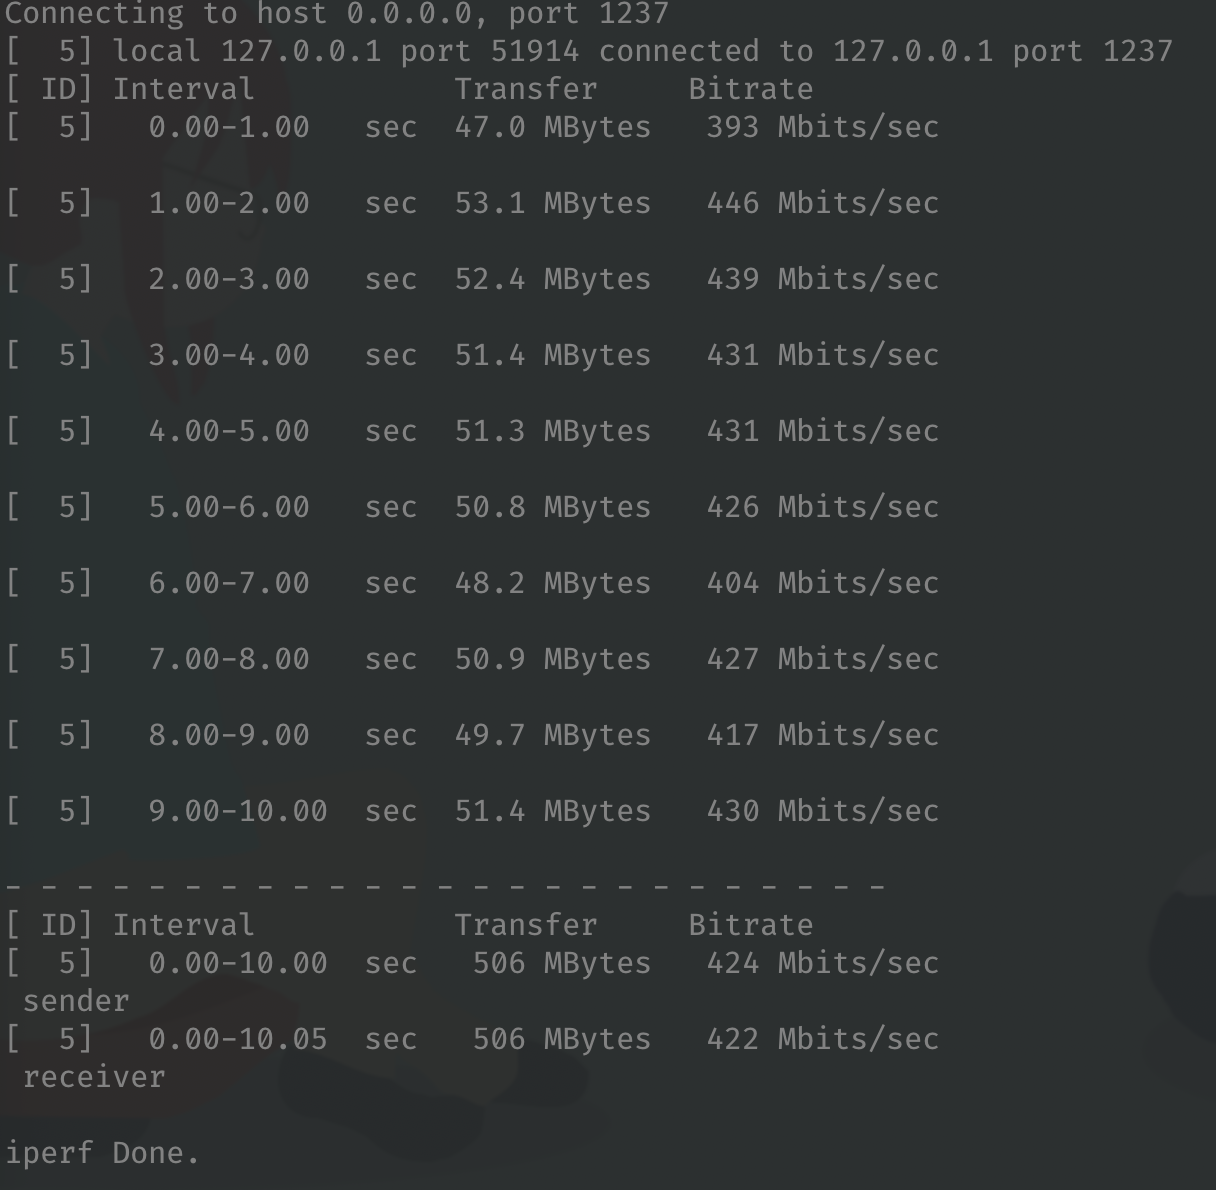 Connecting to host 0.0.0.0, port 1237
[  5] local 127.0.0.1 port 51914 connected to 127.0.0.1 port 1237
[ ID] Interval           Transfer     Bitrate
[  5]   0.00-1.00   sec  47.0 MBytes   393 Mbits/sec
[  5]   1.00-2.00   sec  53.1 MBytes   446 Mbits/sec
[  5]   2.00-3.00   sec  52.4 MBytes   439 Mbits/sec
[  5]   3.00-4.00   sec  51.4 MBytes   431 Mbits/sec
[  5]   4.00-5.00   sec  51.3 MBytes   431 Mbits/sec
[  5]   5.00-6.00   sec  50.8 MBytes   426 Mbits/sec
[  5]   6.00-7.00   sec  48.2 MBytes   404 Mbits/sec
[  5]   7.00-8.00   sec  50.9 MBytes   427 Mbits/sec
[  5]   8.00-9.00   sec  49.7 MBytes   417 Mbits/sec
[  5]   9.00-10.00  sec  51.4 MBytes   430 Mbits/sec
- - - - - - - - - - - - - - - - - - - - - - - - -
[ ID] Interval           Transfer     Bitrate
[  5]   0.00-10.00  sec   506 MBytes   424 Mbits/sec
 sender
[  5]   0.00-10.05  sec   506 MBytes   422 Mbits/sec
 receiver
iperf Done.